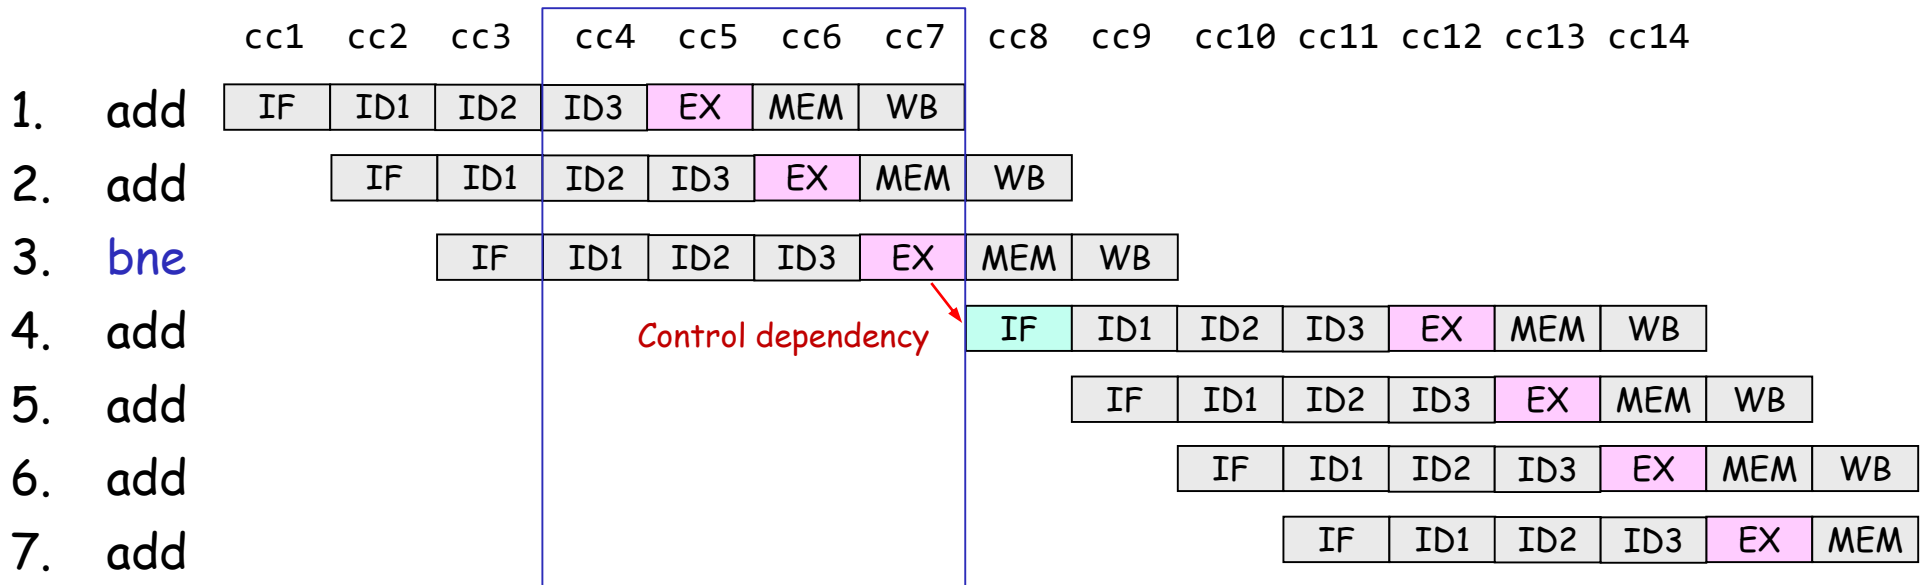 cc1 cc2 cc3 cc4 cc5 cc6 cc7 cc8 cc9 cc10 cc11 cc12 cc13 cc14
1. add IF ID1 ID2 ID3 EX MEM WB
2. add IF ID1 ID2 ID3 EX MEM WB
3. bne IF ID1 ID2 ID3 EX MEM WB
4. add Control dependency IF ID1 ID2 ID3 EX MEM WB
5. add IF ID1 ID2 ID3 EX MEM WB
6. add IF ID1 ID2 ID3 EX MEM WB
7. add IF ID1 ID2 ID3 EX MEM